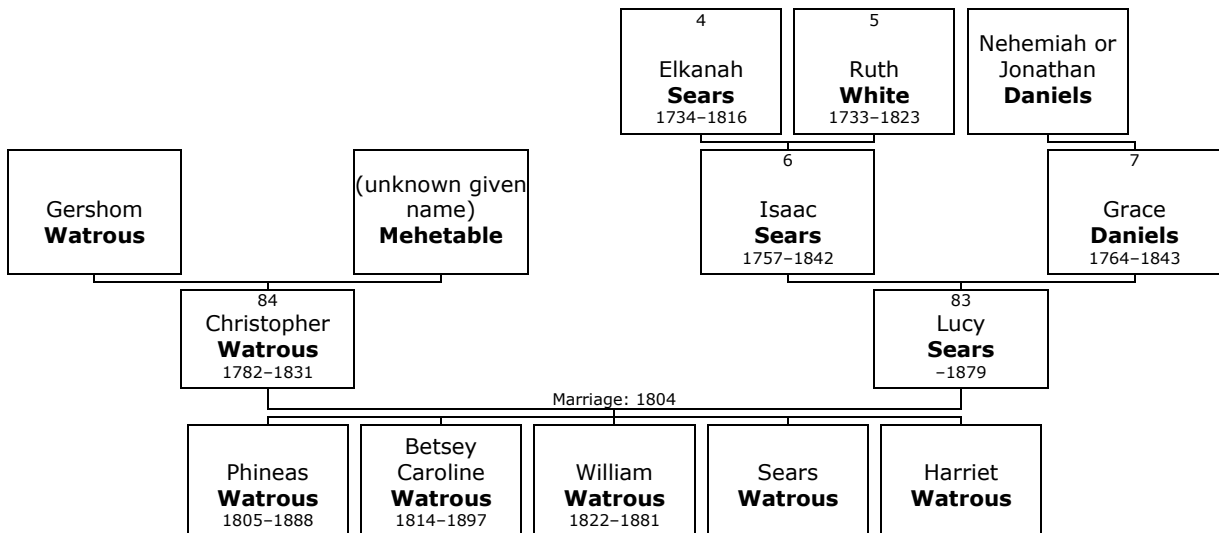 4
Elkanah
Sears
1734–1816
5
Ruth
White
1733–1823
Nehemiah or
Jonathan
Daniels
Gershom
Watrous
(unknown given
name)
Mehetable
6
Isaac
Sears
1757–1842
7
Grace
Daniels
1764–1843
84
Christopher
Watrous
1782–1831
83
Lucy
Sears
–1879
Marriage: 1804
Phineas
Watrous
1805–1888
Betsey
Caroline
Watrous
1814–1897
William
Watrous
1822–1881
Sears
Watrous
Harriet
Watrous